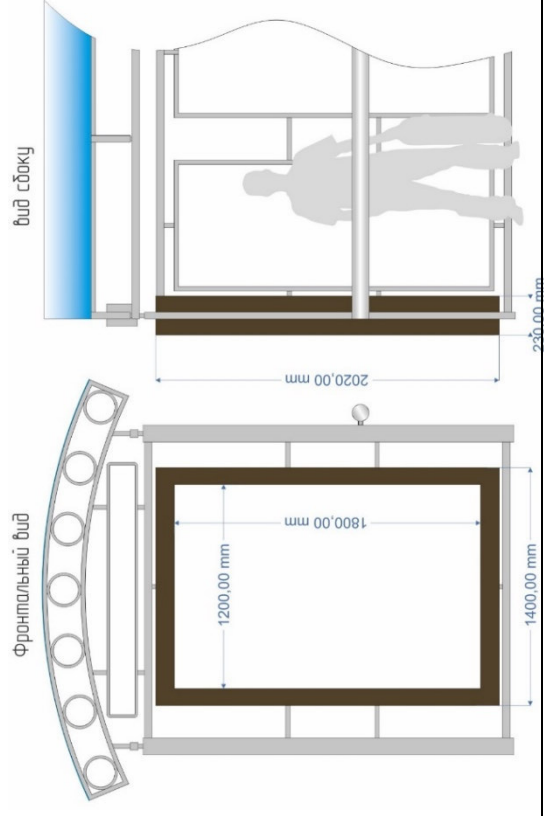 вид сбоку
230,00 mm
2020,00 mm
Фронтальный вид
1800,00 mm
1200,00 mm
1400,00 mm